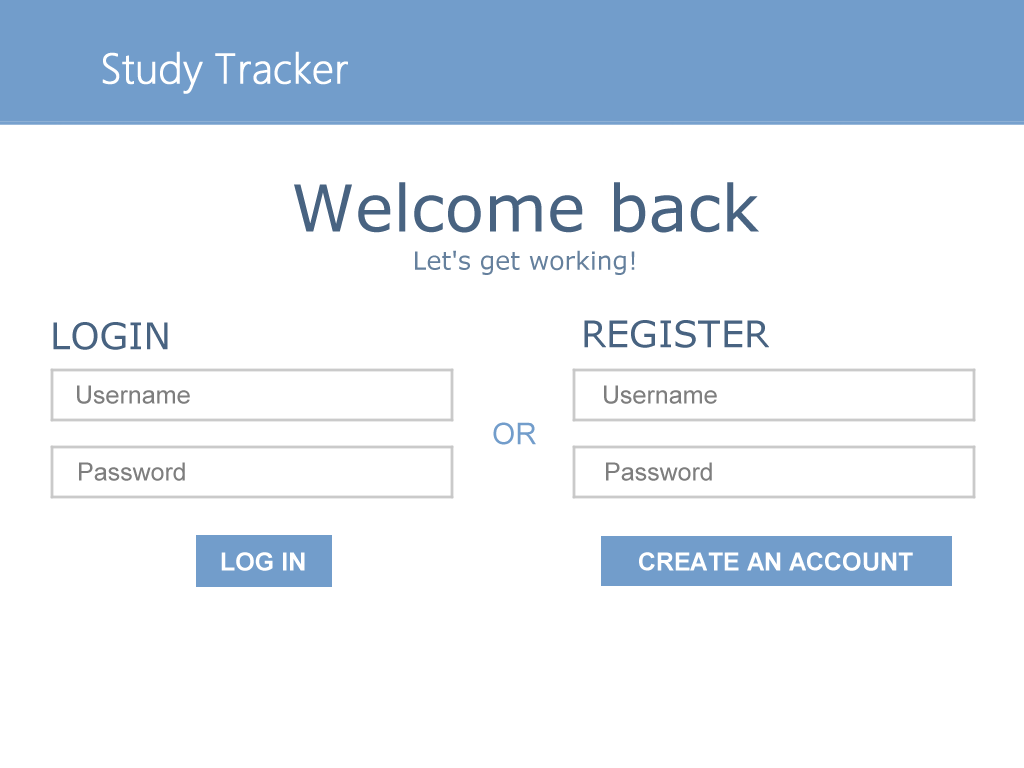 Study Tracker
Welcome back
Let's get working!
LOGIN
Username
Password
LOG IN
OR
REGISTER
Username
Password
CREATE AN ACCOUNT